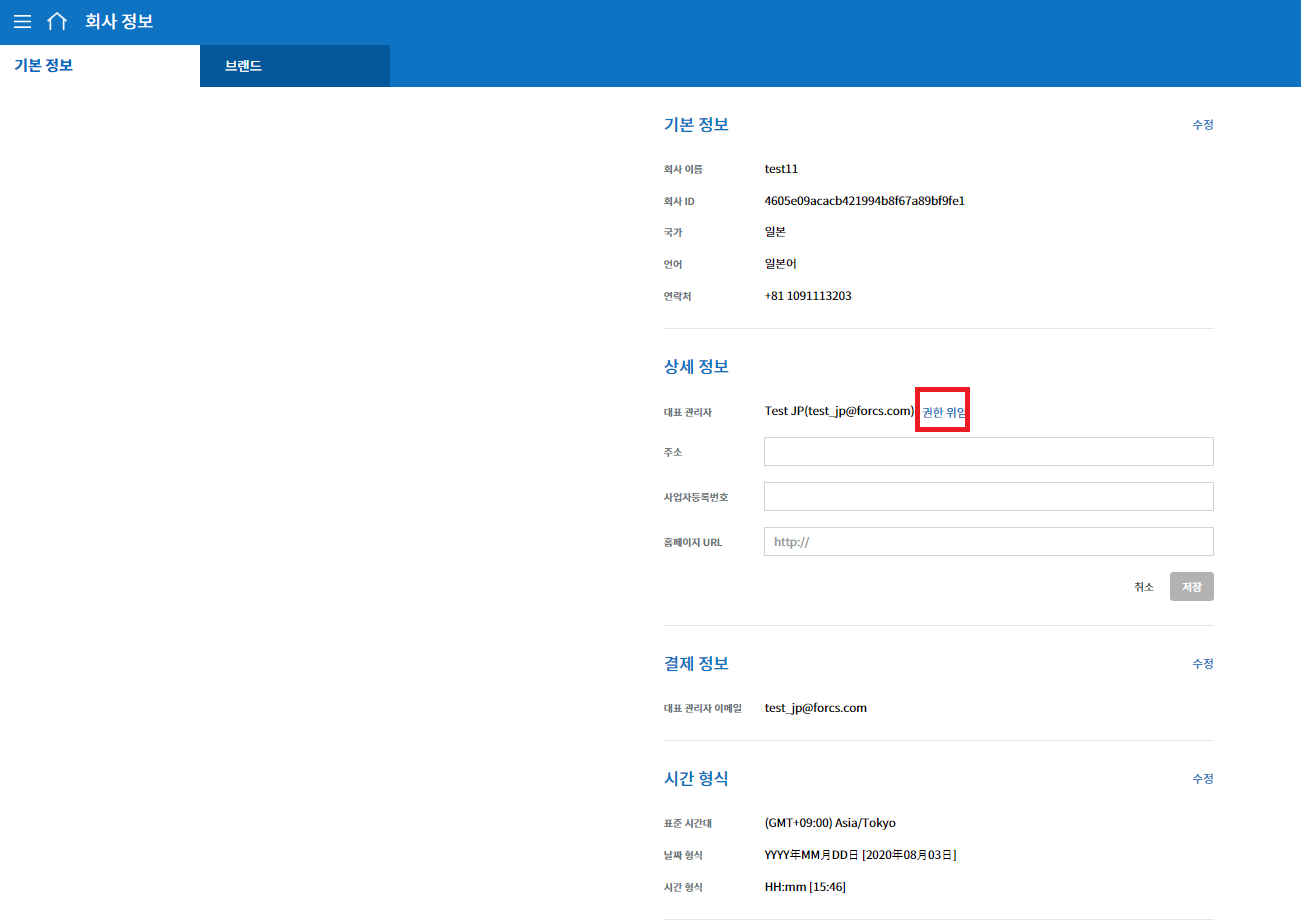 회사 정보
기본 정보
브랜드
기본 정보 수정
회사 이름 test11
회사 ID 4605e09acacb421994b8f67a89bf9fe1
국가 일본
언어 일본어
연락처 +81 1091113203
상세 정보
대표 관리자 Test JP(test_jp@forcs.com) 권한 위임
주소
사업자등록번호
홈페이지 URL http://
취소 저장
결제 정보 수정
대표 관리자 이메일 test_jp@forcs.com
시간 형식 수정
표준 시간대 (GMT+09:00) Asia/Tokyo
날짜 형식 YYYY年MM月DD日 [2020年08月03日]
시간 형식 HH:mm [15:46]